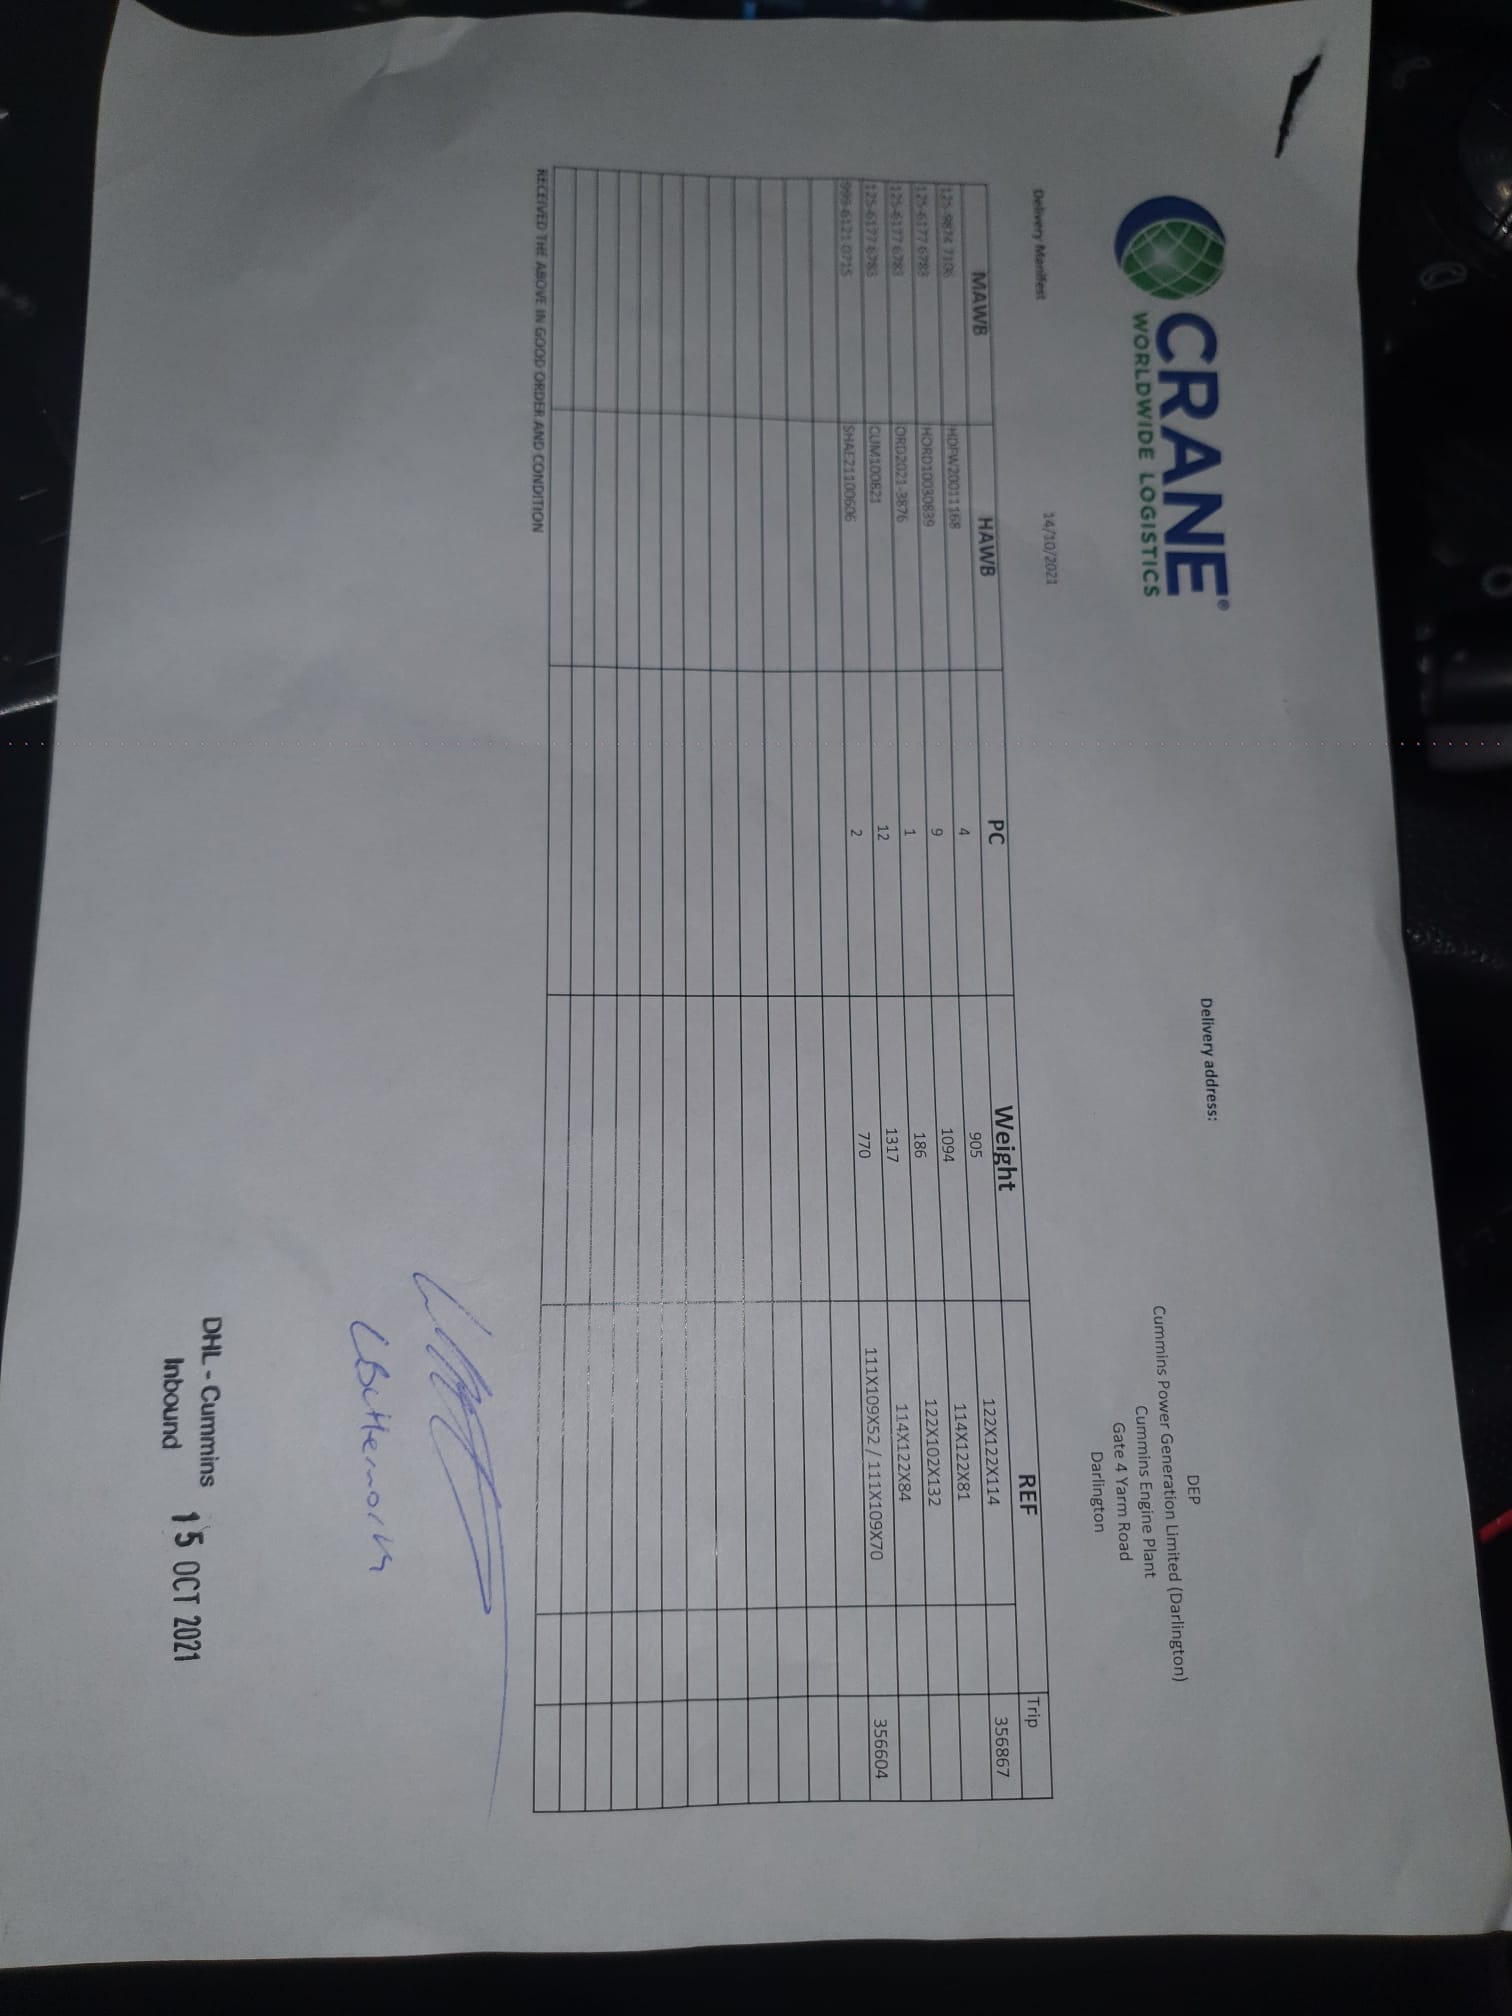 CRANE®
WORLDWIDE LOGISTICS
Delivery address:
DEP
Cummins Power Generation Limited (Darlington)
Cummins Engine Plant
Gate 4 Yarm Road
Darlington
Delivery Manifest 14/10/2021
MAWB HAWB PC Weight REF Trip
125-9874 7106 HDFW20011168 4 905 122X122X114 356867
125-6177 6783 HORD10030839 9 1094 114X122X81
125-6177 6783 ORD2021-3876 1 186 122X102X132
125-6177 6783 CUM100821 12 1317 114X122X84
999-6121 0715 SHAE21100606 2 770 111X109X52 / 111X109X70 356604
RECEIVED THE ABOVE IN GOOD ORDER AND CONDITION
DHL - Cummins
Inbound
15 OCT 2021